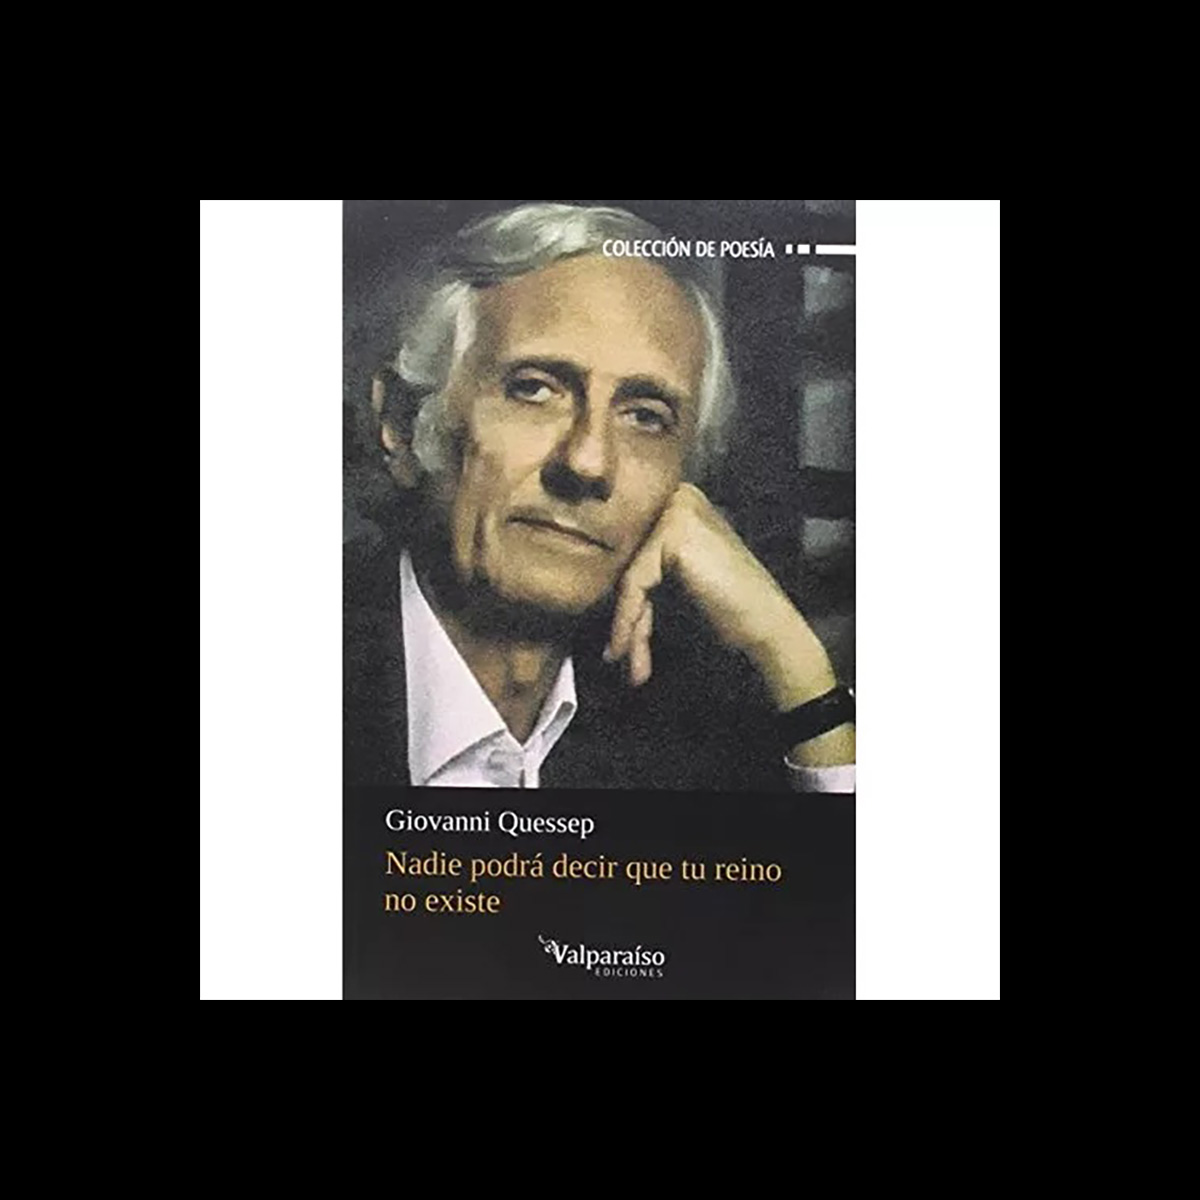 COLECCIÓN DE POESÍA
Giovanni Quessep
Nadie podrá decir que tu reino
no existe
Valparaíso
EDICIONES